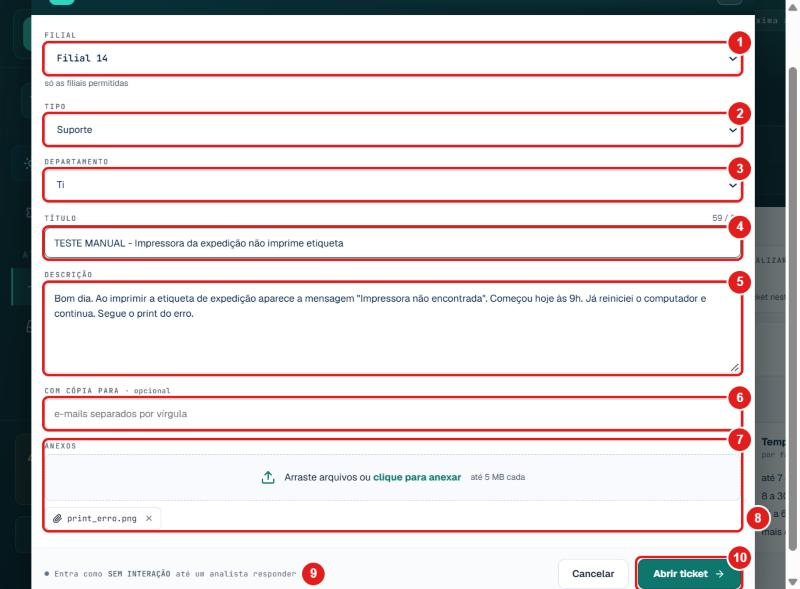 FILIAL
1
Filial 14
só as filiais permitidas
TIPO
2
Suporte
DEPARTAMENTO
3
Ti
TÍTULO
59 /
4
TESTE MANUAL - Impressora da expedição não imprime etiqueta
DESCRIÇÃO
5
Bom dia. Ao imprimir a etiqueta de expedição aparece a mensagem "Impressora não encontrada". Começou hoje às 9h. Já reiniciei o computador e
continua. Segue o print do erro.
COM CÓPIA PARA · opcional
6
e-mails separados por vírgula
7
ANEXOS
Arraste arquivos ou clique para anexar até 5 MB cada
print_erro.png ×
8
Entra como SEM INTERAÇÃO até um analista responder 9
Cancelar
Abrir ticket →
10
até 7